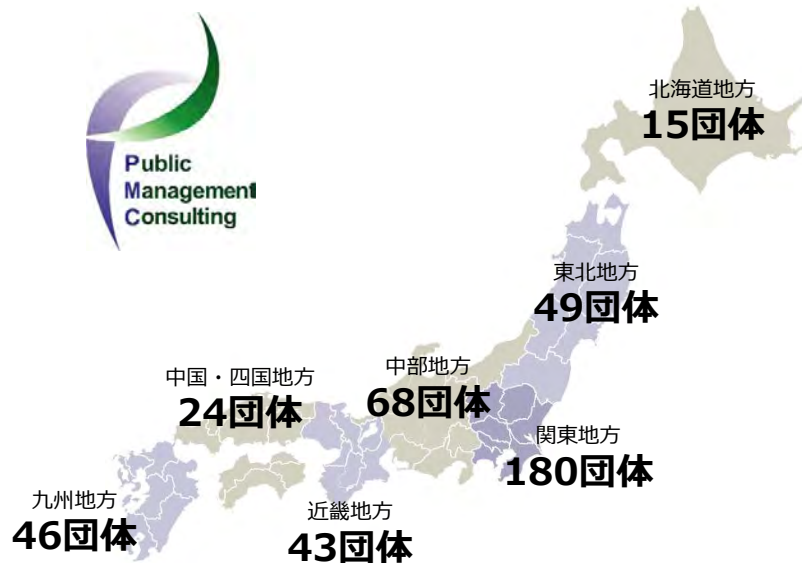 Public
Management
Consulting
北海道地方
15団体
東北地方
49団体
中部地方
68団体
中国・四国地方
24団体
関東地方
180団体
九州地方
46団体
近畿地方
43団体